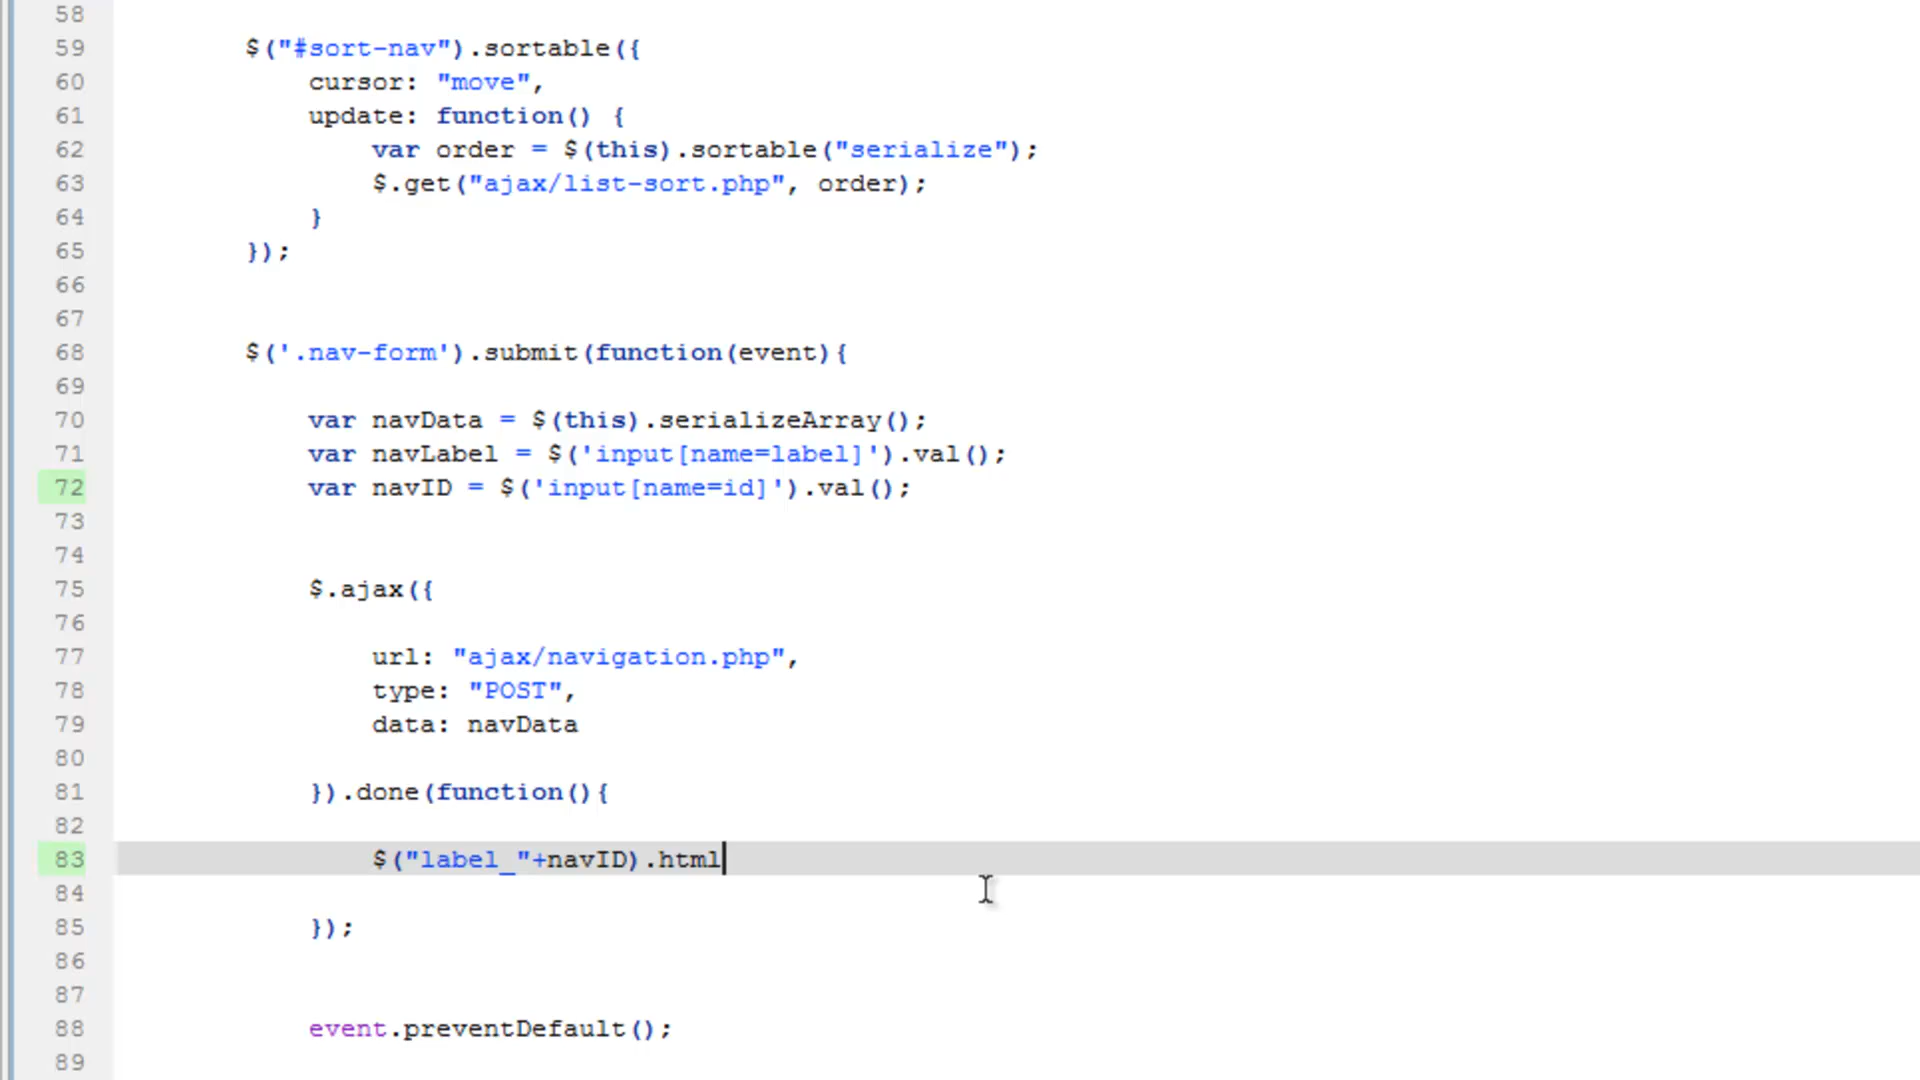 58
59 $("#sort-nav").sortable({
60 cursor: "move",
61 update: function() {
62 var order = $(this).sortable("serialize");
63 $.get("ajax/list-sort.php", order);
64 }
65 });
66
67
68 $('.nav-form').submit(function(event){
69
70 var navData = $(this).serializeArray();
71 var navLabel = $('input[name=label]').val();
72 var navID = $('input[name=id]').val();
73
74
75 $.ajax({
76
77 url: "ajax/navigation.php",
78 type: "POST",
79 data: navData
80
81 }).done(function(){
82
83 $("label_"+navID).html
84
85 });
86
87
88 event.preventDefault();
89